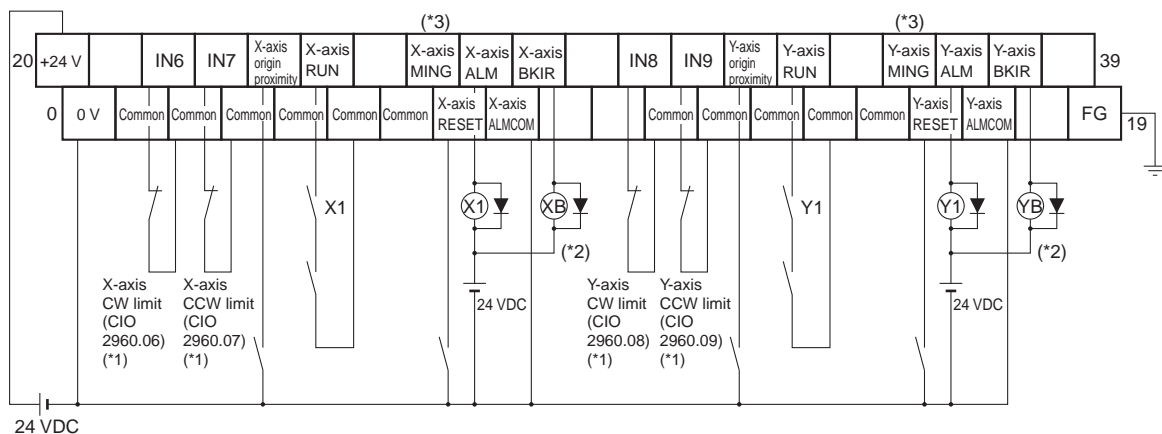 (*3) (*3)
20 +24 V IN6 IN7 X-axis origin proximity X-axis RUN X-axis MING X-axis ALM X-axis BKIR IN8 IN9 Y-axis origin proximity Y-axis RUN Y-axis MING Y-axis ALM Y-axis BKIR 39
0 0 V Common Common Common Common Common Common X-axis RESET X-axis ALMCOM Common Common Common Common Common Y-axis RESET Y-axis ALMCOM FG 19
X1 X1 XB Y1 Y1 YB
(*2) (*2)
X-axis CW limit (CIO 2960.06) (*1)
X-axis CCW limit (CIO 2960.07) (*1)
24 VDC
Y-axis CW limit (CIO 2960.08) (*1)
Y-axis CCW limit (CIO 2960.09) (*1)
24 VDC
24 VDC